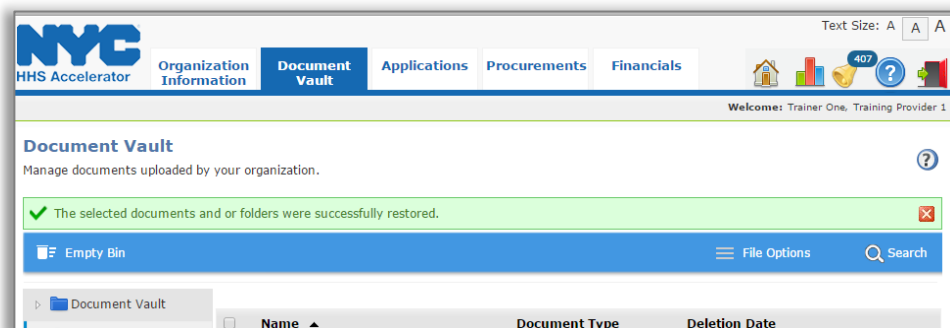 Text Size: A A A
NYC
HHS Accelerator
Organization Information
Document Vault
Applications
Procurements
Financials
407
?
Welcome: Trainer One, Training Provider 1
Document Vault
Manage documents uploaded by your organization.
?
The selected documents and or folders were successfully restored.
Empty Bin
File Options
Search
Document Vault
Name
Document Type
Deletion Date